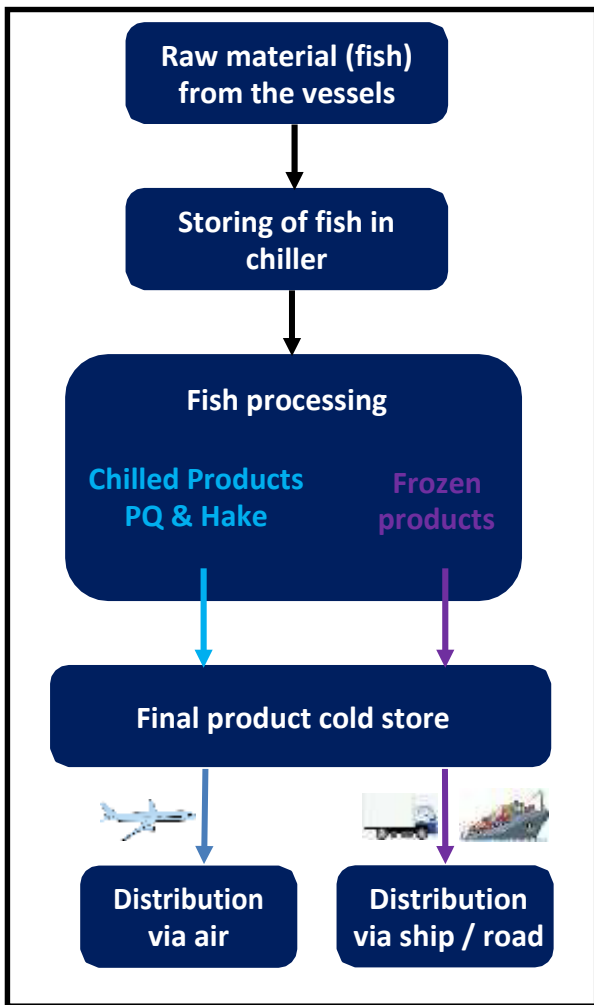 Raw material (fish)
from the vessels
Storing of fish in
chiller
Fish processing
Chilled Products
PQ & Hake
Frozen
products
Final product cold store
Distribution
via air
Distribution
via ship / road